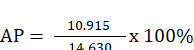 AP = 10.915 / 14.630 x 100%